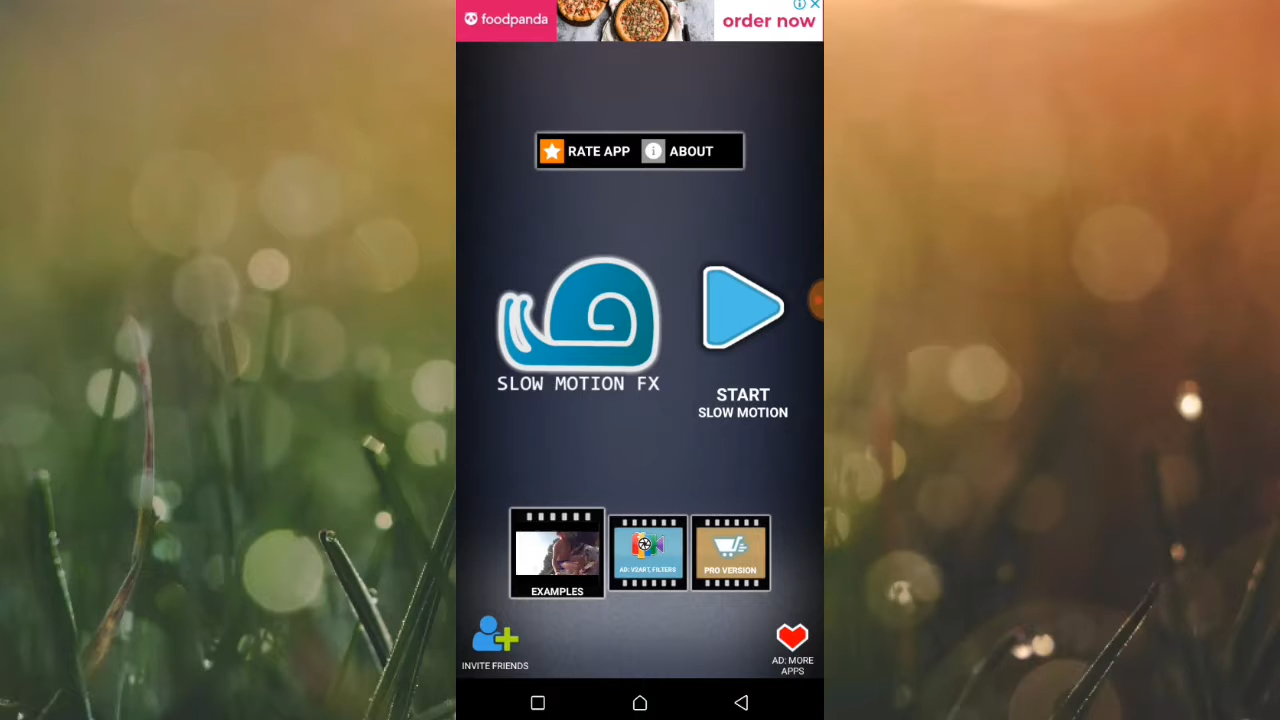 foodpanda
order now
RATE APP
ABOUT
SLOW MOTION FX
START
SLOW MOTION
EXAMPLES
AD: V2ART, FILTERS
PRO VERSION
INVITE FRIENDS
AD: MORE
APPS